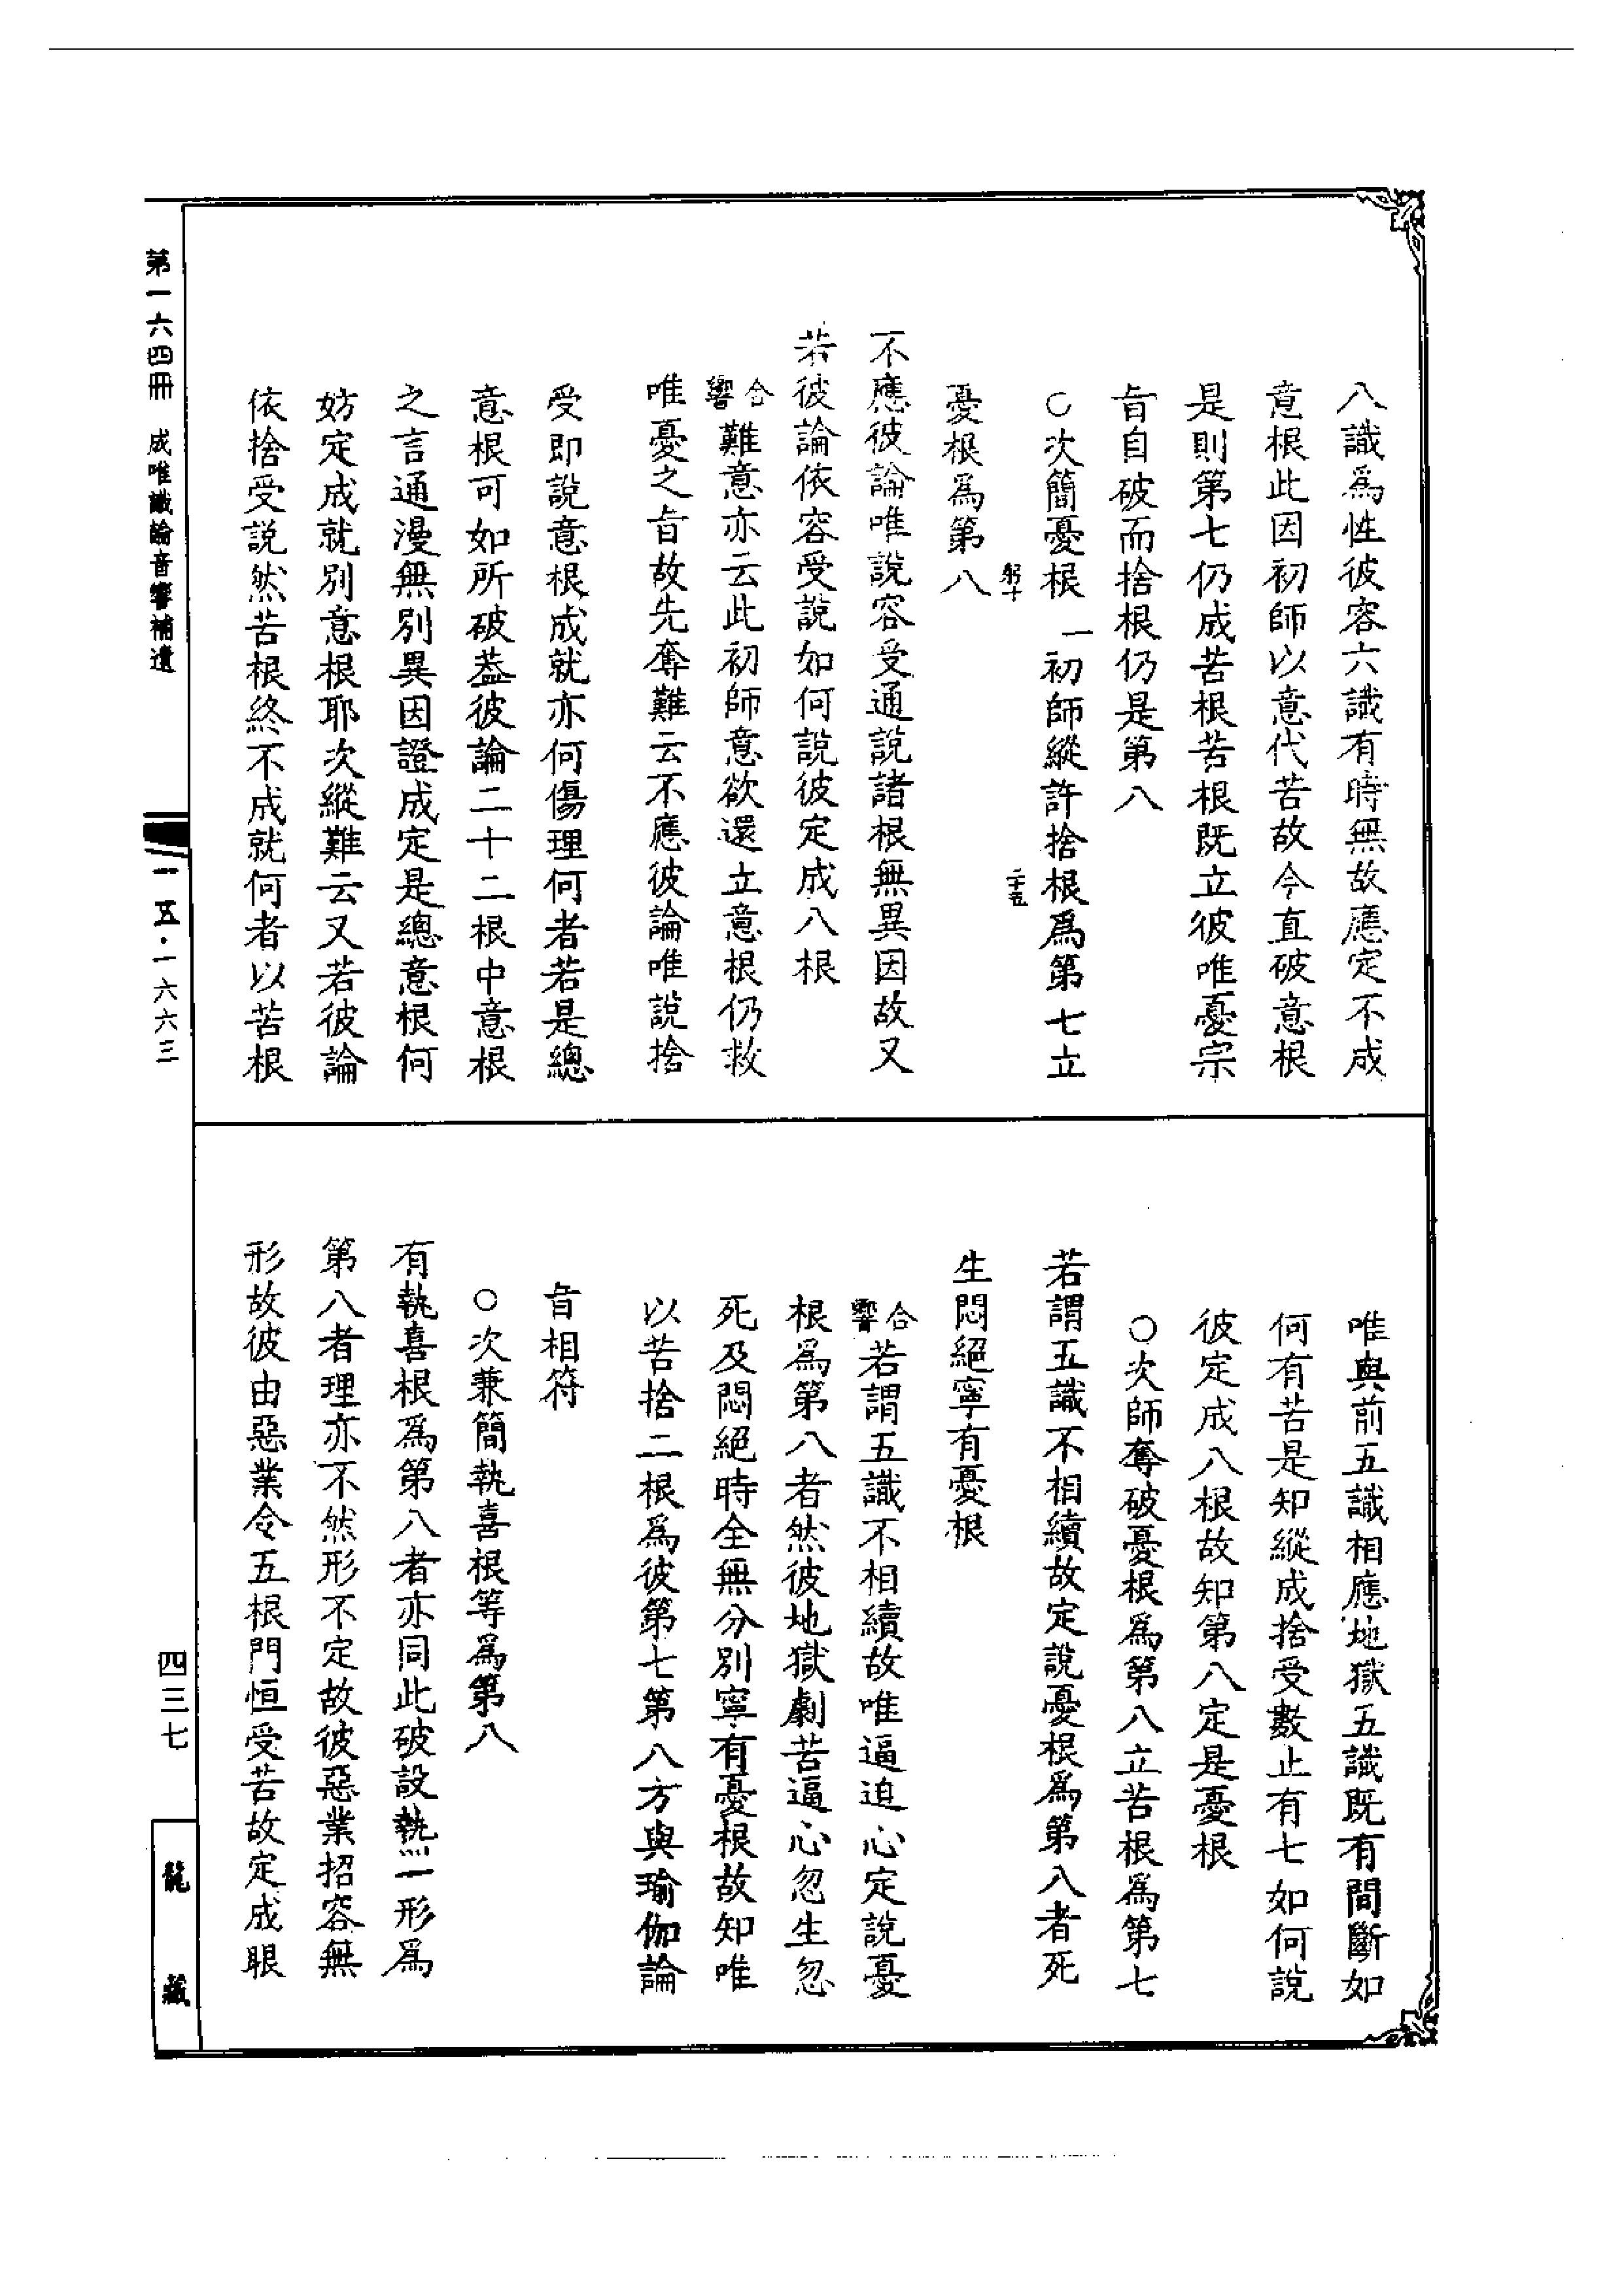 八識爲性彼容六識有時無故應定不成
意根此因初師以意代苦故今直破意根
是則第七仍成苦根苦根既立彼唯憂宗
㫖自破而捨根仍是第八
○次簡憂根 一初師縱許捨根爲第七立
躬十 二十五
憂根爲第八
不應彼論唯說容受通說諸根無異因故又
若彼論依容受說如何說彼定成八根
合響難意亦云此初師意欲還立意根仍救
唯憂之㫖故先奪難云不應彼論唯說捨
受即說意根成就亦何傷理何者若是總
意根可如所破葢彼論二十二根中意根
之言通漫無別異因證成定是總意根何
妨定成就別意根耶次縱難云又若彼論
依捨受說然苦根終不成就何者以苦根
唯與前五識相應地獄五識既有間斷如
何有苦是知縱成捨受數止有七如何說
彼定成八根故知第八定是憂根
○次師奪破憂根爲第八立苦根爲第七
若謂五識不相續故定說憂根爲第八者死
生悶絕寧有憂根
合響若謂五識不相續故唯逼迫心定說憂
根爲第八者然彼地獄劇苦逼心忽生忽
死及悶絕時全無分別寧有憂根故知唯
以苦捨二根爲彼第七第八方與瑜伽論
㫖相符
○次兼簡執喜根等爲第八
有執喜根爲第八者亦同此破設執一形爲
第八者理亦不然形不定故彼惡業招容無
形故彼由惡業令五根門恒受苦故定成眼
第一六四冊 成唯識論音響補遺
一五·一六六三
四三七
龍藏